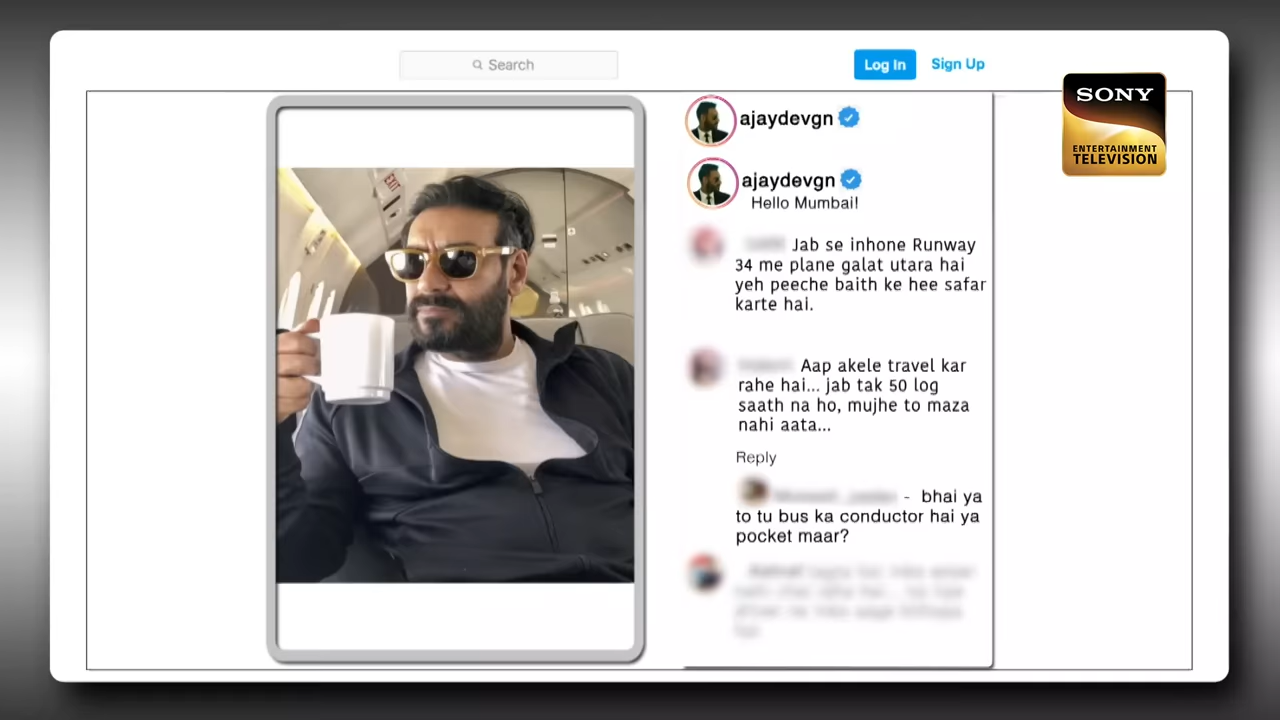 Search
Log In
Sign Up
SONY
ENTERTAINMENT
TELEVISION
EXIT
ajaydevgn
ajaydevgn
Hello Mumbai!
Jab se inhone Runway
34 me plane galat utara hai
yeh peeche baith ke hee safar
karte hai.
Aap akele travel kar
rahe hai... jab tak 50 log
saath na ho, mujhe to maza
nahi aata...
Reply
- bhai ya
to tu bus ka conductor hai ya
pocket maar?